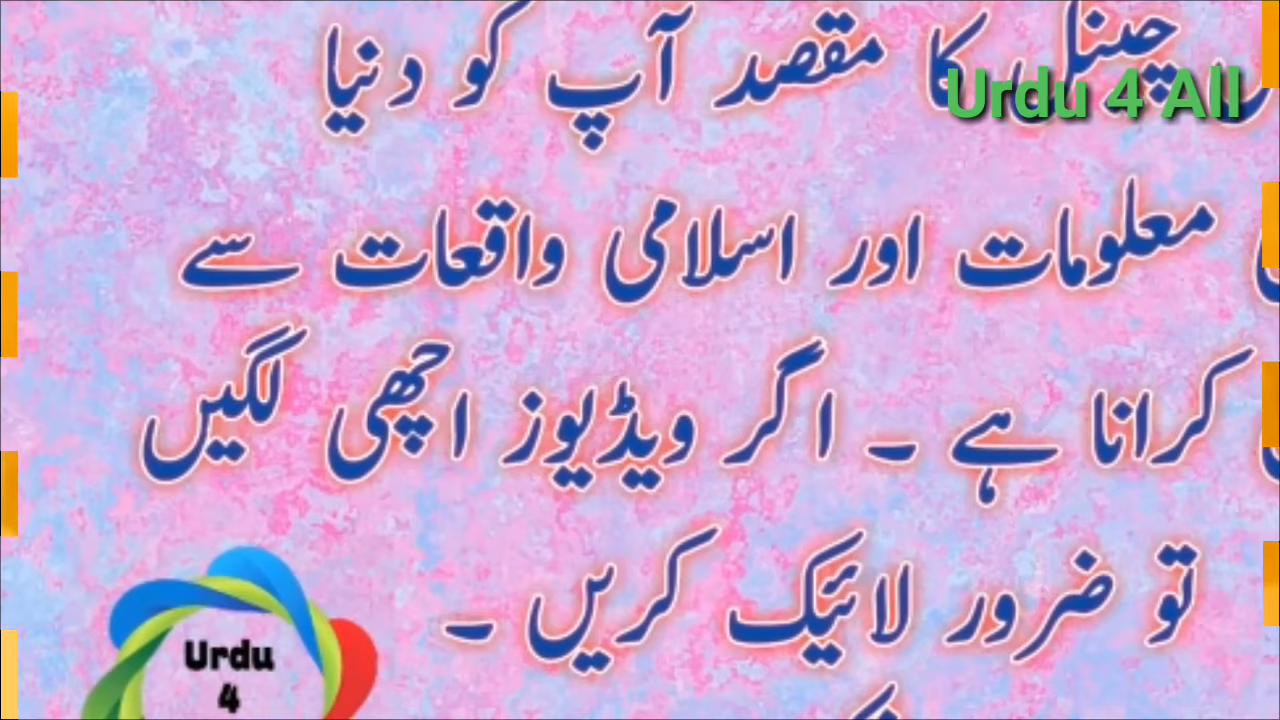 چینل کا مقصد آپ کو دنیا
Urdu 4 All
معلومات اور اسلامی واقعات سے
کرانا ہے ۔ اگر ویڈیوز اچھی لگیں
تو ضرور لائیک کریں ۔
Urdu
4